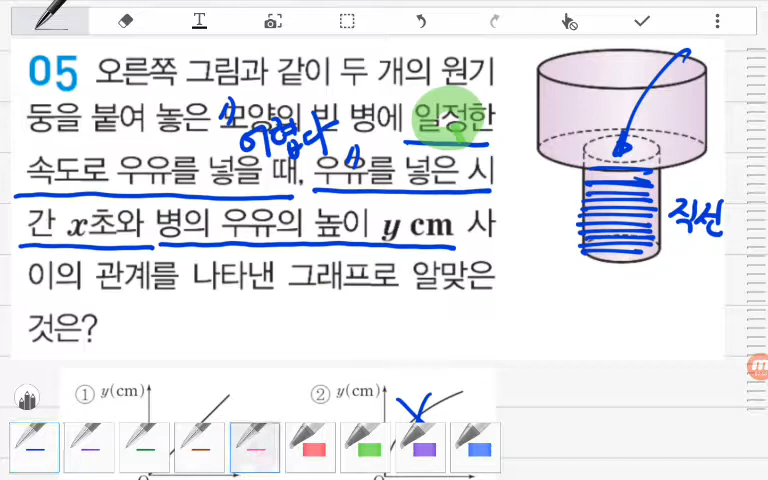 05 오른쪽 그림과 같이 두 개의 원기
둥을 붙여 놓은 모양의 빈 병에 일정한
어렵다
속도로 우유를 넣을 때, 우유를 넣은 시
간 x초와 병의 우유의 높이 y cm 사
이의 관계를 나타낸 그래프로 알맞은
것은?
직선
① y(cm)
② y(cm)